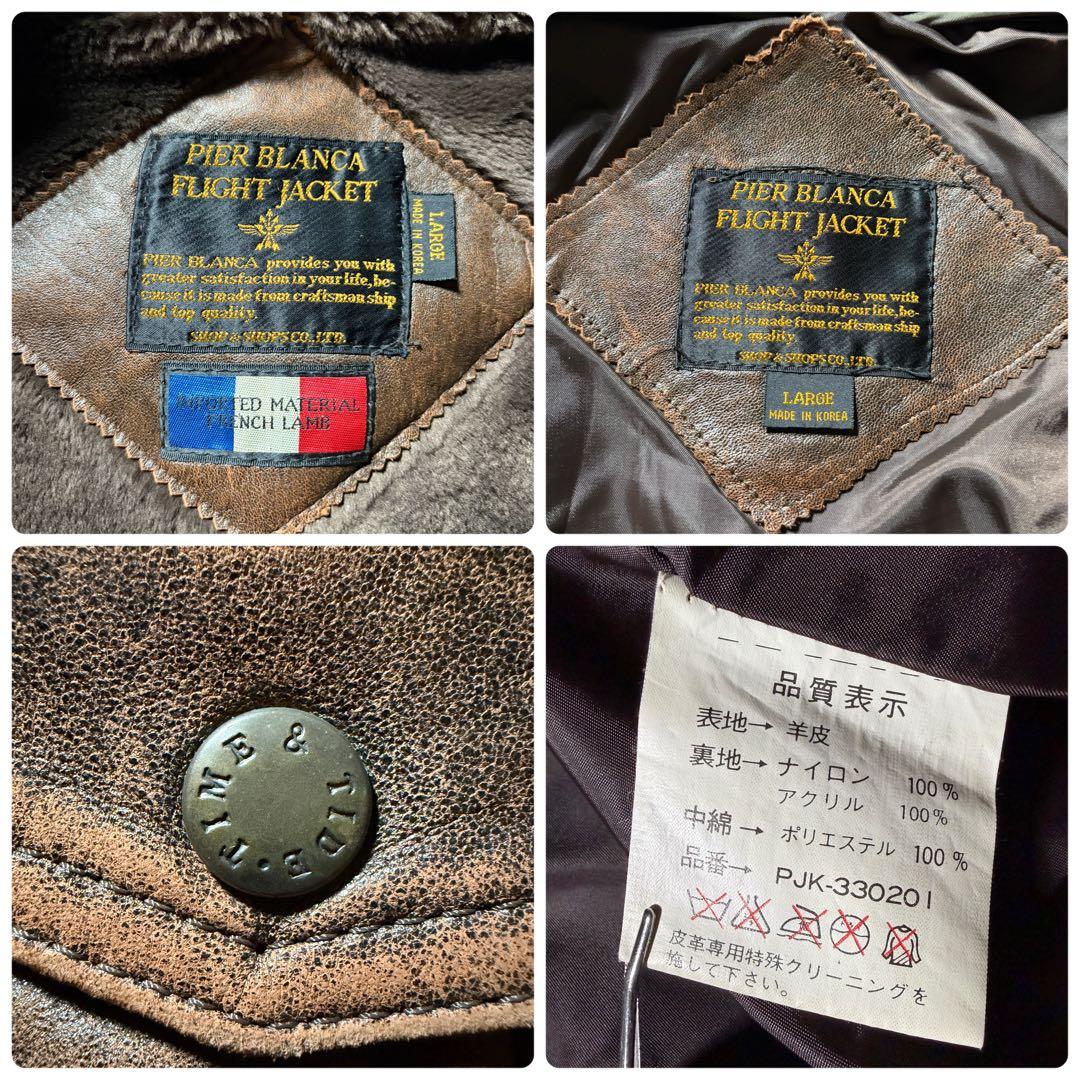 PIER BLANCA
FLIGHT JACKET
PIER BLANCA provides you with
greater satisfaction in your life, be-
cause it is made from craftsman ship
and top quality.
SHOP & SHOPS CO., LTD.
LARGE
MADE IN KOREA
IMPORTED MATERIAL
FRENCH LAMB
PIER BLANCA
FLIGHT JACKET
PIER BLANCA provides you with
greater satisfaction in your life, be-
cause it is made from craftsman ship
and top quality.
SHOP & SHOPS CO., LTD.
LARGE
MADE IN KOREA
TIME & TIDE.
品質表示
表地→ 羊皮
裏地→ ナイロン 100%
アクリル 100%
中綿→ ポリエステル 100%
品番→ PJK-330201
皮革専用特殊クリーニングを
施して下さい。